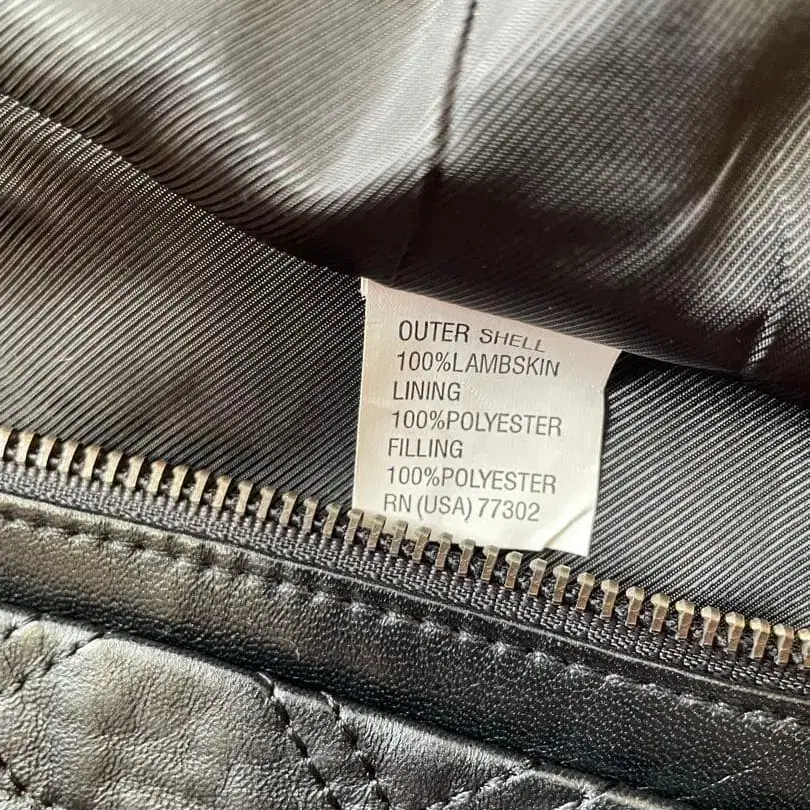 OUTER SHELL
100%LAMBSKIN
LINING
100%POLYESTER
FILLING
100%POLYESTER
RN (USA) 77302